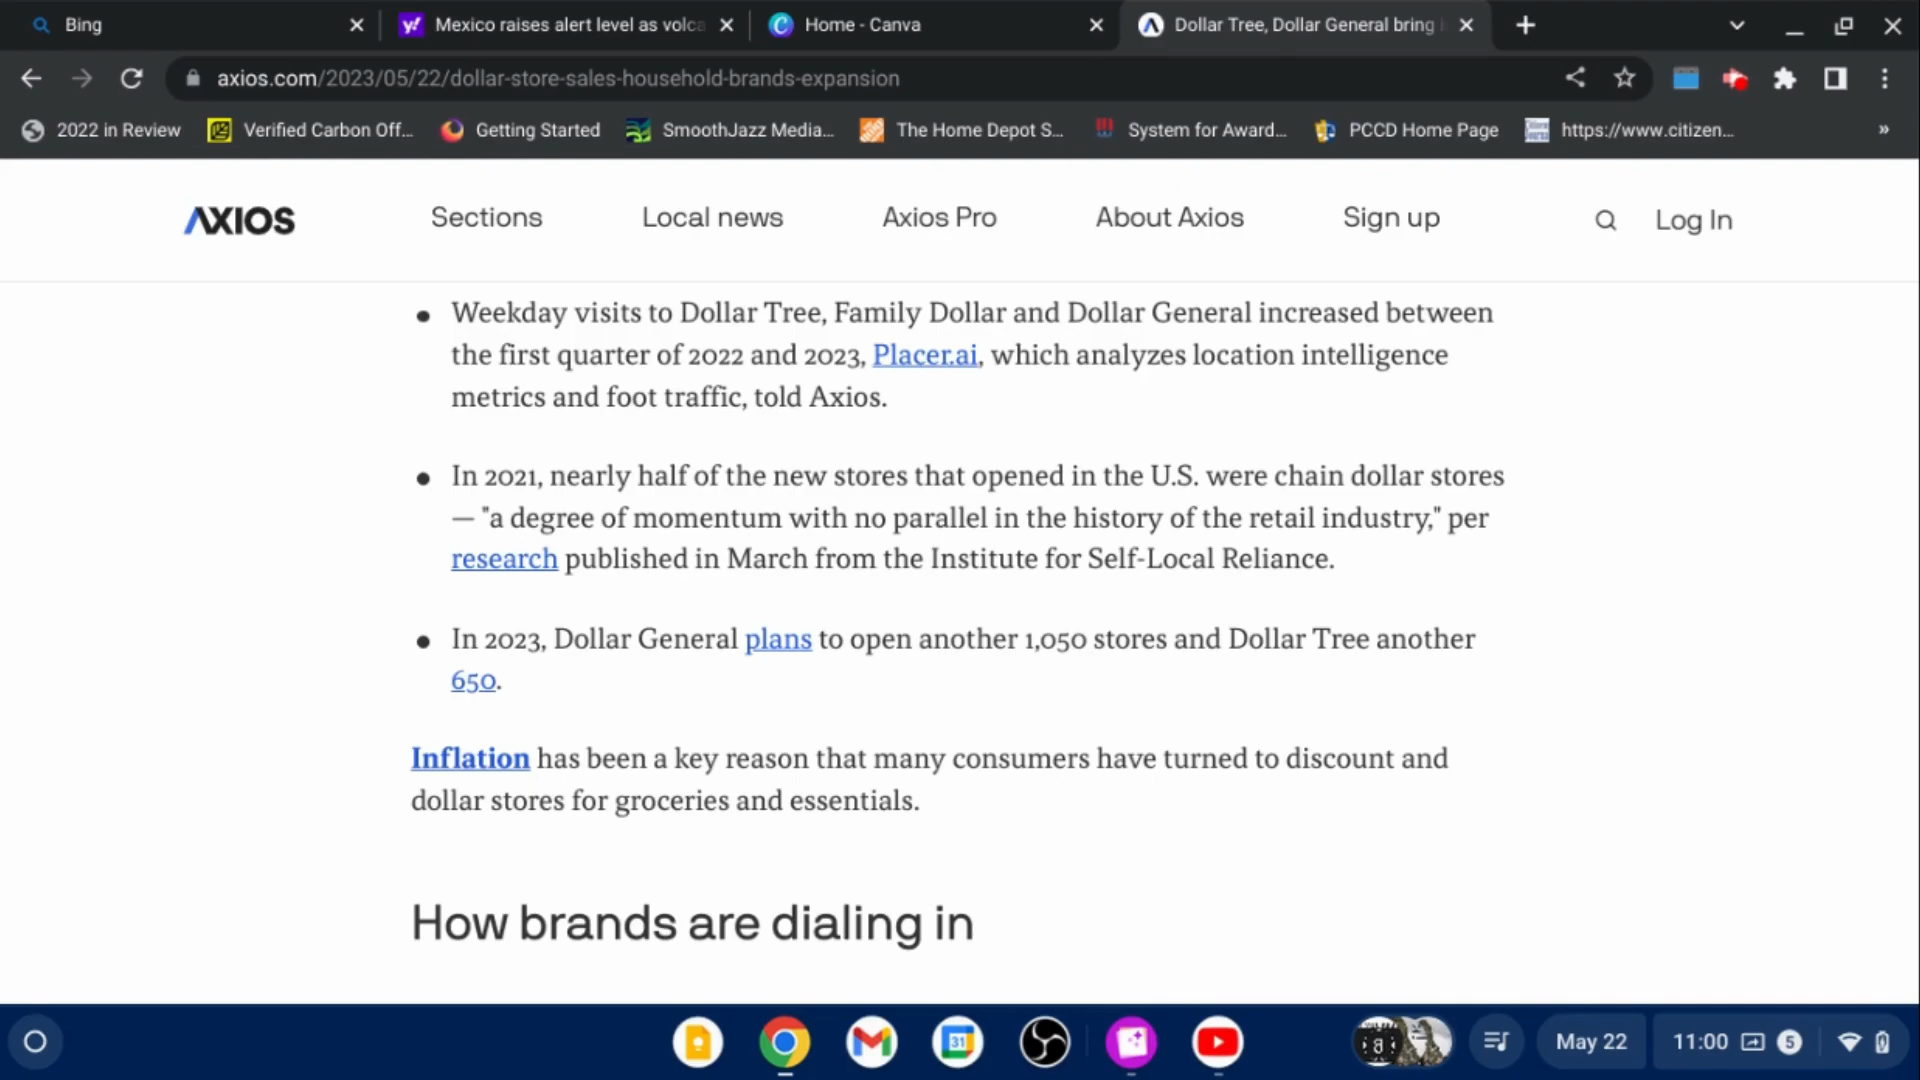 Bing
Mexico raises alert level as volca
Home - Canva
Dollar Tree, Dollar General bring
axios.com/2023/05/22/dollar-store-sales-household-brands-expansion
2022 in Review
Verified Carbon Off...
Getting Started
SmoothJazz Media...
The Home Depot S...
System for Award...
PCCD Home Page
https://www.citizen...
»
AXIOS
Sections
Local news
Axios Pro
About Axios
Sign up
Log In
• Weekday visits to Dollar Tree, Family Dollar and Dollar General increased between
the first quarter of 2022 and 2023, Placer.ai, which analyzes location intelligence
metrics and foot traffic, told Axios.
• In 2021, nearly half of the new stores that opened in the U.S. were chain dollar stores
— "a degree of momentum with no parallel in the history of the retail industry," per
research published in March from the Institute for Self-Local Reliance.
• In 2023, Dollar General plans to open another 1,050 stores and Dollar Tree another
650.
Inflation has been a key reason that many consumers have turned to discount and
dollar stores for groceries and essentials.
How brands are dialing in
31
8
May 22
11:00
5